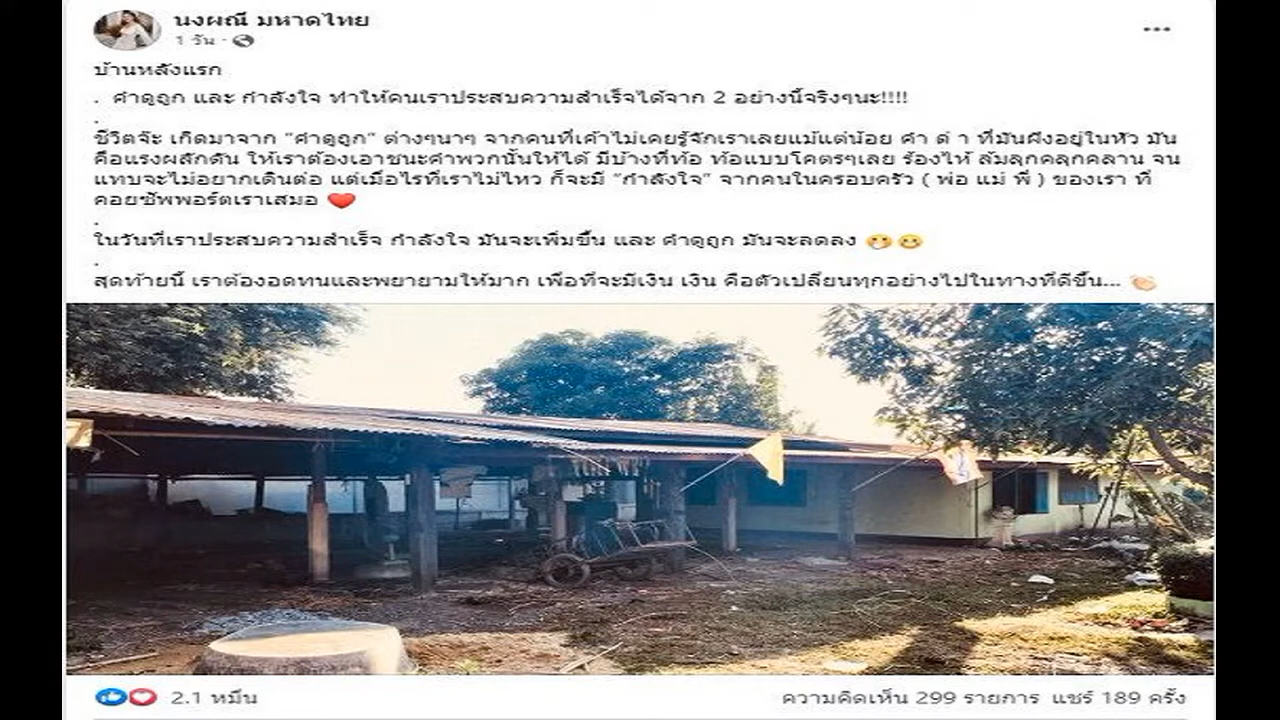 นงผณี มหาดไทย
1 วัน ·
บ้านหลังแรก
. คำดูถูก และ กำลังใจ ทำให้คนเราประสบความสำเร็จได้จาก 2 อย่างนี้จริงๆนะ!!!!
.
ชีวิตจ๊ะ เกิดมาจาก "คำดูถูก" ต่างๆนาๆ จากคนที่เค้าไม่เคยรู้จักเราเลยแม้แต่น้อย คำ ด่ า ที่มันฝังอยู่ในหัว มัน
คือแรงผลักดัน ให้เราต้องเอาชนะคำพวกนั้นให้ได้ มีบ้างที่ท้อ ท้อแบบโคตรๆเลย ร้องไห้ ล้มลุกคลุกคลาน จน
แทบจะไม่อยากเดินต่อ แต่เมื่อไรที่เราไม่ไหว ก็จะมี "กำลังใจ" จากคนในครอบครัว ( พ่อ แม่ พี่ ) ของเรา ที่
คอยซัพพอร์ตเราเสมอ ❤️
.
ในวันที่เราประสบความสำเร็จ กำลังใจ มันจะเพิ่มขึ้น และ คำดูถูก มันจะลดลง
.
สุดท้ายนี้ เราต้องอดทนและพยายามให้มาก เพื่อที่จะมีเงิน เงิน คือตัวเปลี่ยนทุกอย่างไปในทางที่ดีขึ้น... 👏🏻
2.1 หมื่น
ความคิดเห็น 299 รายการ แชร์ 189 ครั้ง